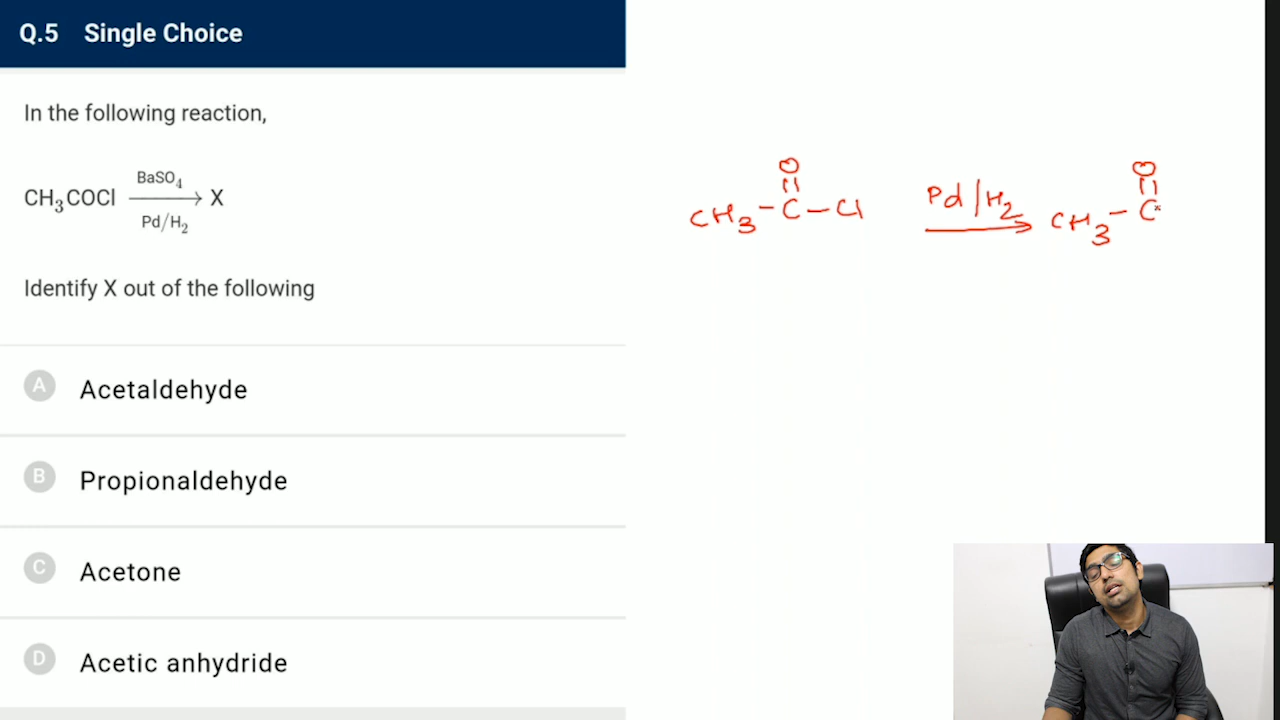 Q.5 Single Choice
In the following reaction,
BaSO₄
CH₃COCl ⟶ X
Pd/H₂
Identify X out of the following
A Acetaldehyde
B Propionaldehyde
C Acetone
D Acetic anhydride
O O
|| ||
CH₃-C-Cl Pd/H₂ ⟶ CH₃-C